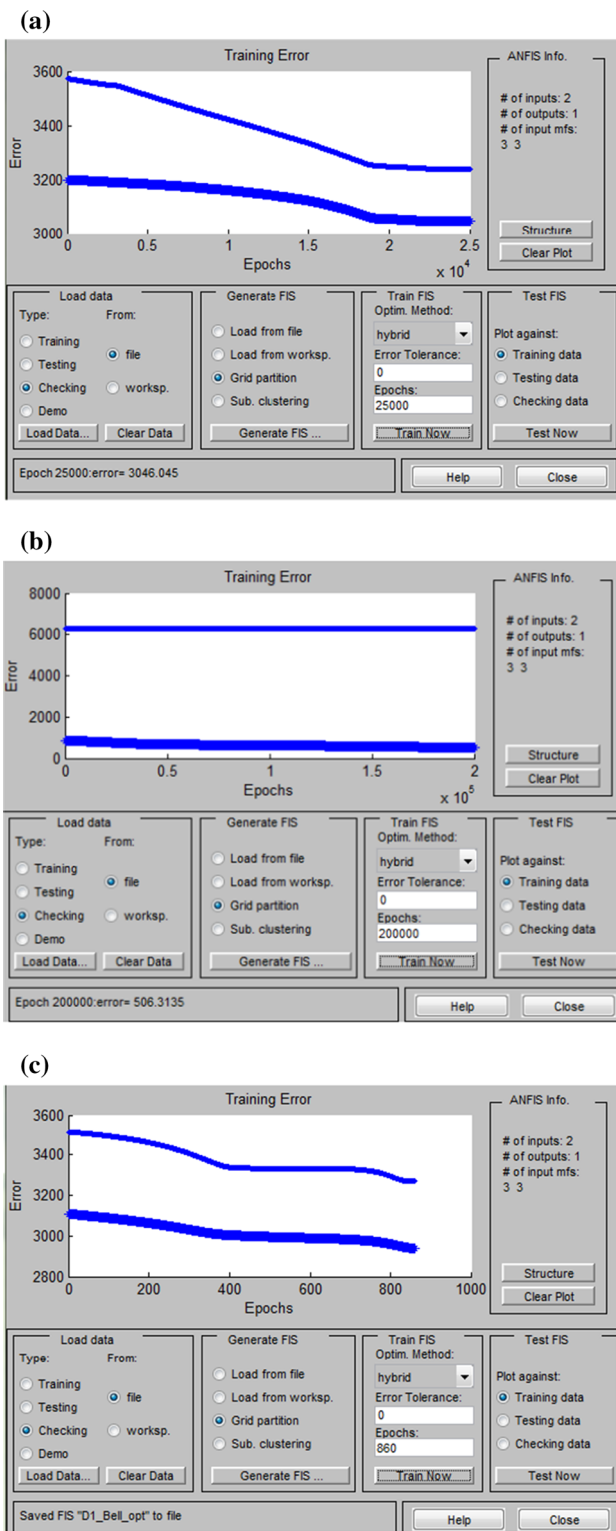 (a)
Training Error
3600
3400
3200
3000
Error
0
0.5
1
1.5
2
2.5
Epochs
x 10^4
ANFIS Info.
# of inputs: 2
# of outputs: 1
# of input mfs:
3 3
Structure
Clear Plot
Load data
Type:
From:
Training
Testing
Checking
Demo
file
worksp.
Load Data...
Clear Data
Generate FIS
Load from file
Load from worksp.
Grid partition
Sub. clustering
Generate FIS ...
Train FIS
Optim. Method:
hybrid
Error Tolerance:
0
Epochs:
25000
Train Now
Test FIS
Plot against:
Training data
Testing data
Checking data
Test Now
Epoch 25000:error= 3046.045
Help
Close
(b)
Training Error
8000
6000
4000
2000
0
Error
0
0.5
1
1.5
2
Epochs
x 10^5
ANFIS Info.
# of inputs: 2
# of outputs: 1
# of input mfs:
3 3
Structure
Clear Plot
Load data
Type:
From:
Training
Testing
Checking
Demo
file
worksp.
Load Data...
Clear Data
Generate FIS
Load from file
Load from worksp.
Grid partition
Sub. clustering
Generate FIS ...
Train FIS
Optim. Method:
hybrid
Error Tolerance:
0
Epochs:
200000
Train Now
Test FIS
Plot against:
Training data
Testing data
Checking data
Test Now
Epoch 200000:error= 506.3135
Help
Close
(c)
Training Error
3600
3400
3200
3000
2800
Error
0
200
400
600
800
1000
Epochs
ANFIS Info.
# of inputs: 2
# of outputs: 1
# of input mfs:
3 3
Structure
Clear Plot
Load data
Type:
From:
Training
Testing
Checking
Demo
file
worksp.
Load Data...
Clear Data
Generate FIS
Load from file
Load from worksp.
Grid partition
Sub. clustering
Generate FIS ...
Train FIS
Optim. Method:
hybrid
Error Tolerance:
0
Epochs:
860
Train Now
Test FIS
Plot against:
Training data
Testing data
Checking data
Test Now
Saved FIS "D1_Bell_opt" to file
Help
Close